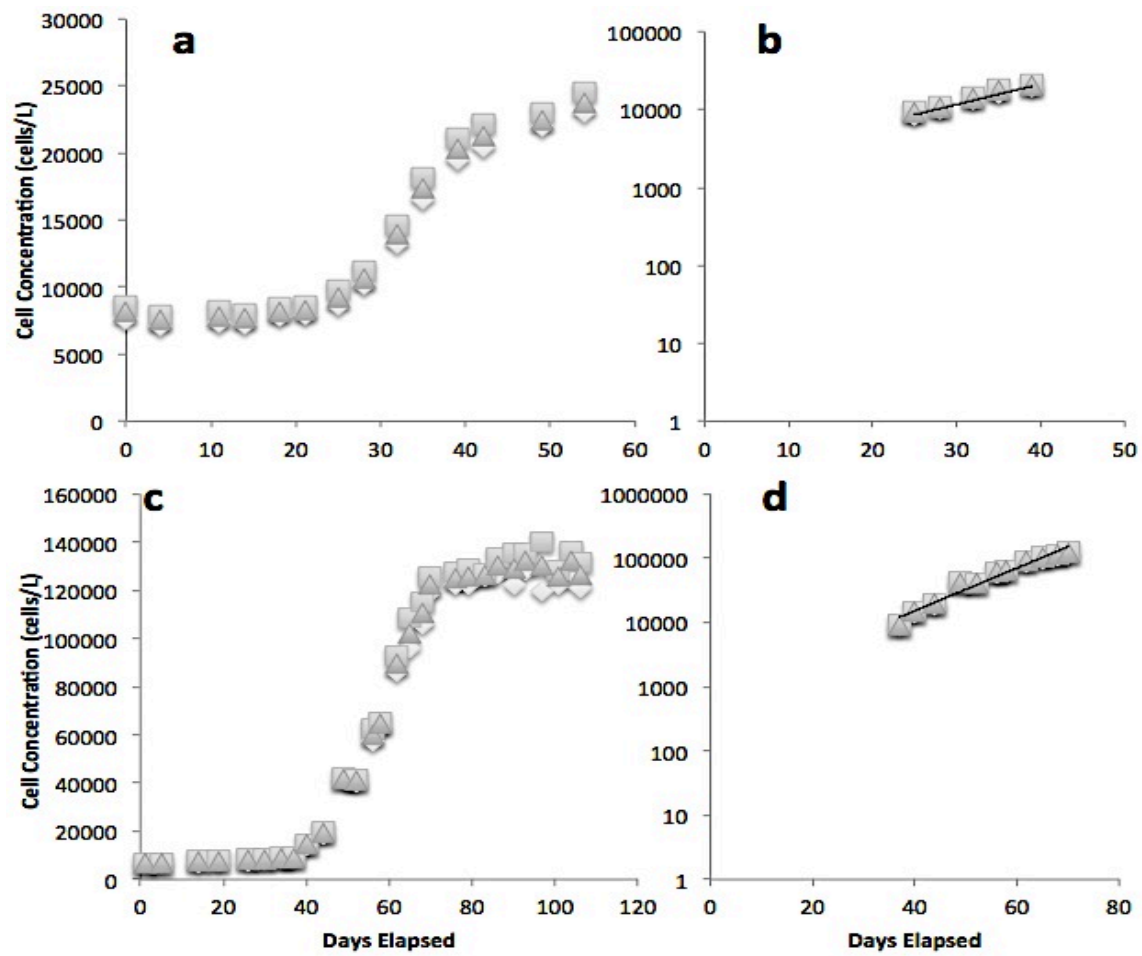 a
Cell Concentration (cells/L)
30000
25000
20000
15000
10000
5000
0
0 10 20 30 40 50 60
b
100000
10000
1000
100
10
1
0 10 20 30 40 50
c
Cell Concentration (cells/L)
160000
140000
120000
100000
80000
60000
40000
20000
0
0 20 40 60 80 100 120
Days Elapsed
d
1000000
100000
10000
1000
100
10
1
0 20 40 60 80
Days Elapsed